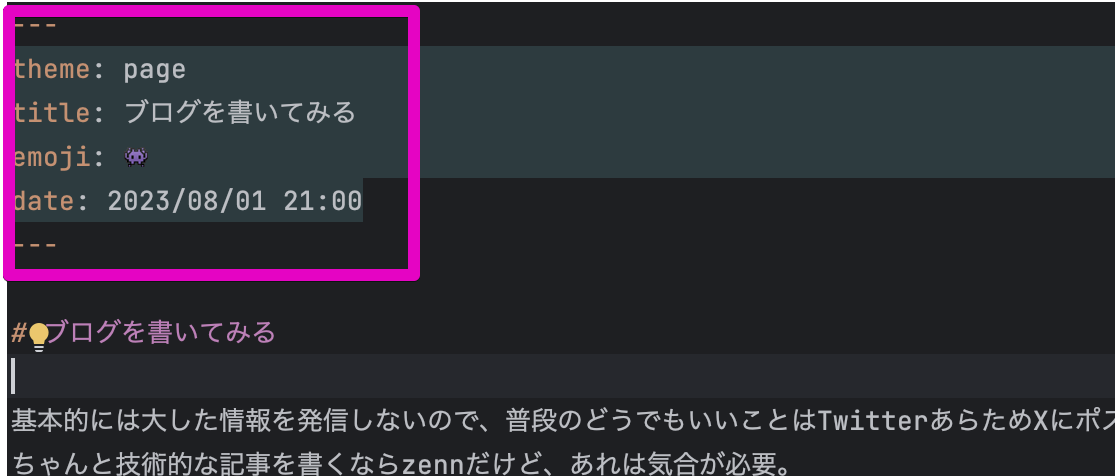 ---
theme: page
title: ブログを書いてみる
emoji: 👾
date: 2023/08/01 21:00
---
# ブログを書いてみる
基本的には大した情報を発信しないので、普段のどうでもいいことはTwitterあらためXにポス
ちゃんと技術的な記事を書くならzennだけど、あれは気合が必要。